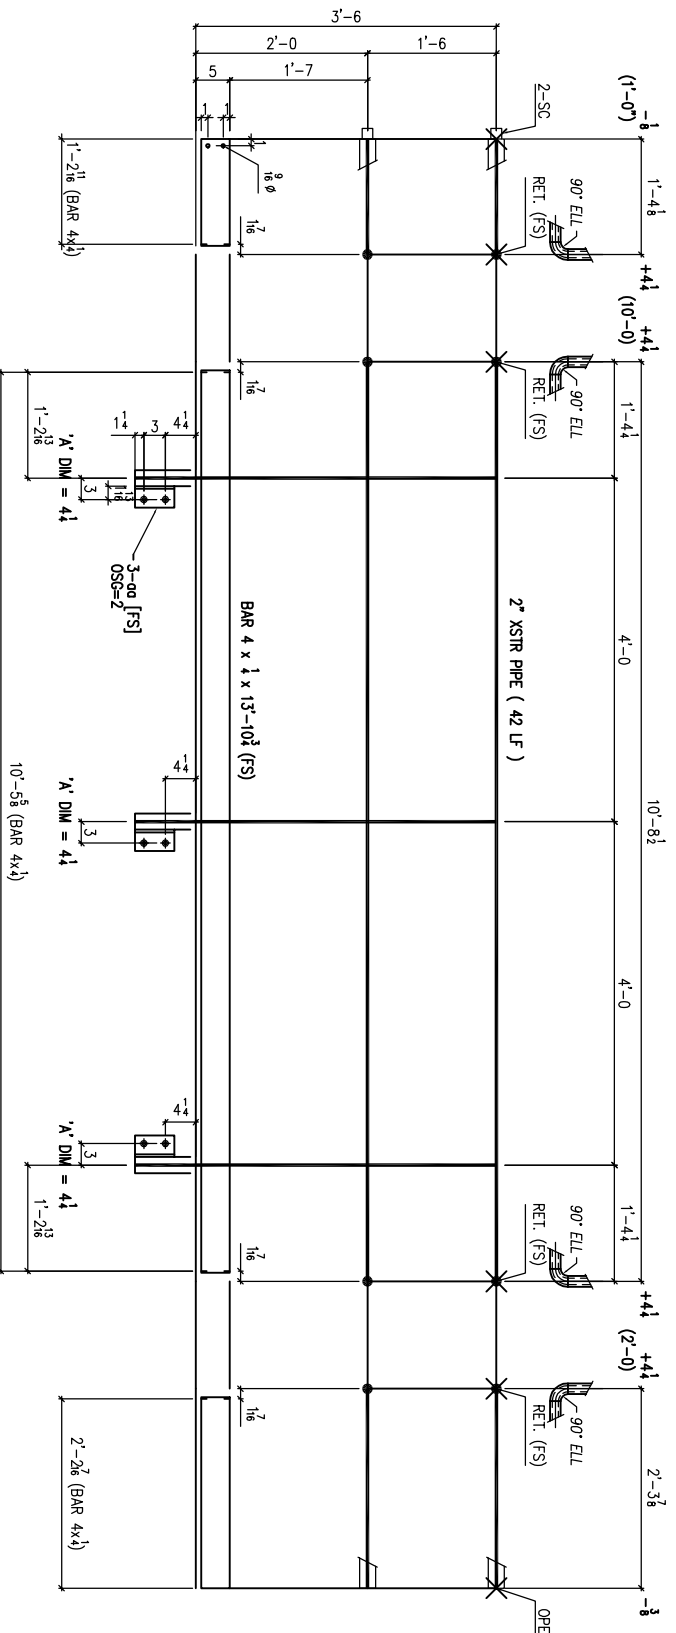 3'-6
2'-0
1'-6
5
1'-7
1
1
1
9/16 Ø
2-SC
-1/8
(1'-0")
1'-4 1/8
+4 1/4
90° ELL
RET. (FS)
1 7/16
1'-2 11/16 (BAR 4x1/4)
+4 1/4
(10'-0)
90° ELL
RET. (FS)
1 7/16
1'-4 1/4
4'-0
10'-8 1/2
4'-0
1'-4 1/4
1'-2 13/16
1 1/4
3
4 1/4
3
1 13/16
'A' DIM = 4 1/4
3-aa [FS]
OSG=2
2" XSTR PIPE ( 42 LF )
BAR 4 x 1/4 x 13'-10 3/4 (FS)
4 1/4
3
'A' DIM = 4 1/4
10'-5 5/8 (BAR 4x1/4)
4 1/4
3
'A' DIM = 4 1/4
1'-2 13/16
1 7/16
90° ELL
RET. (FS)
+4 1/4
+4 1/4
(2'-0)
90° ELL
RET. (FS)
1 7/16
2'-3 7/8
-3/8
2'-2 7/16 (BAR 4x1/4)
OPE